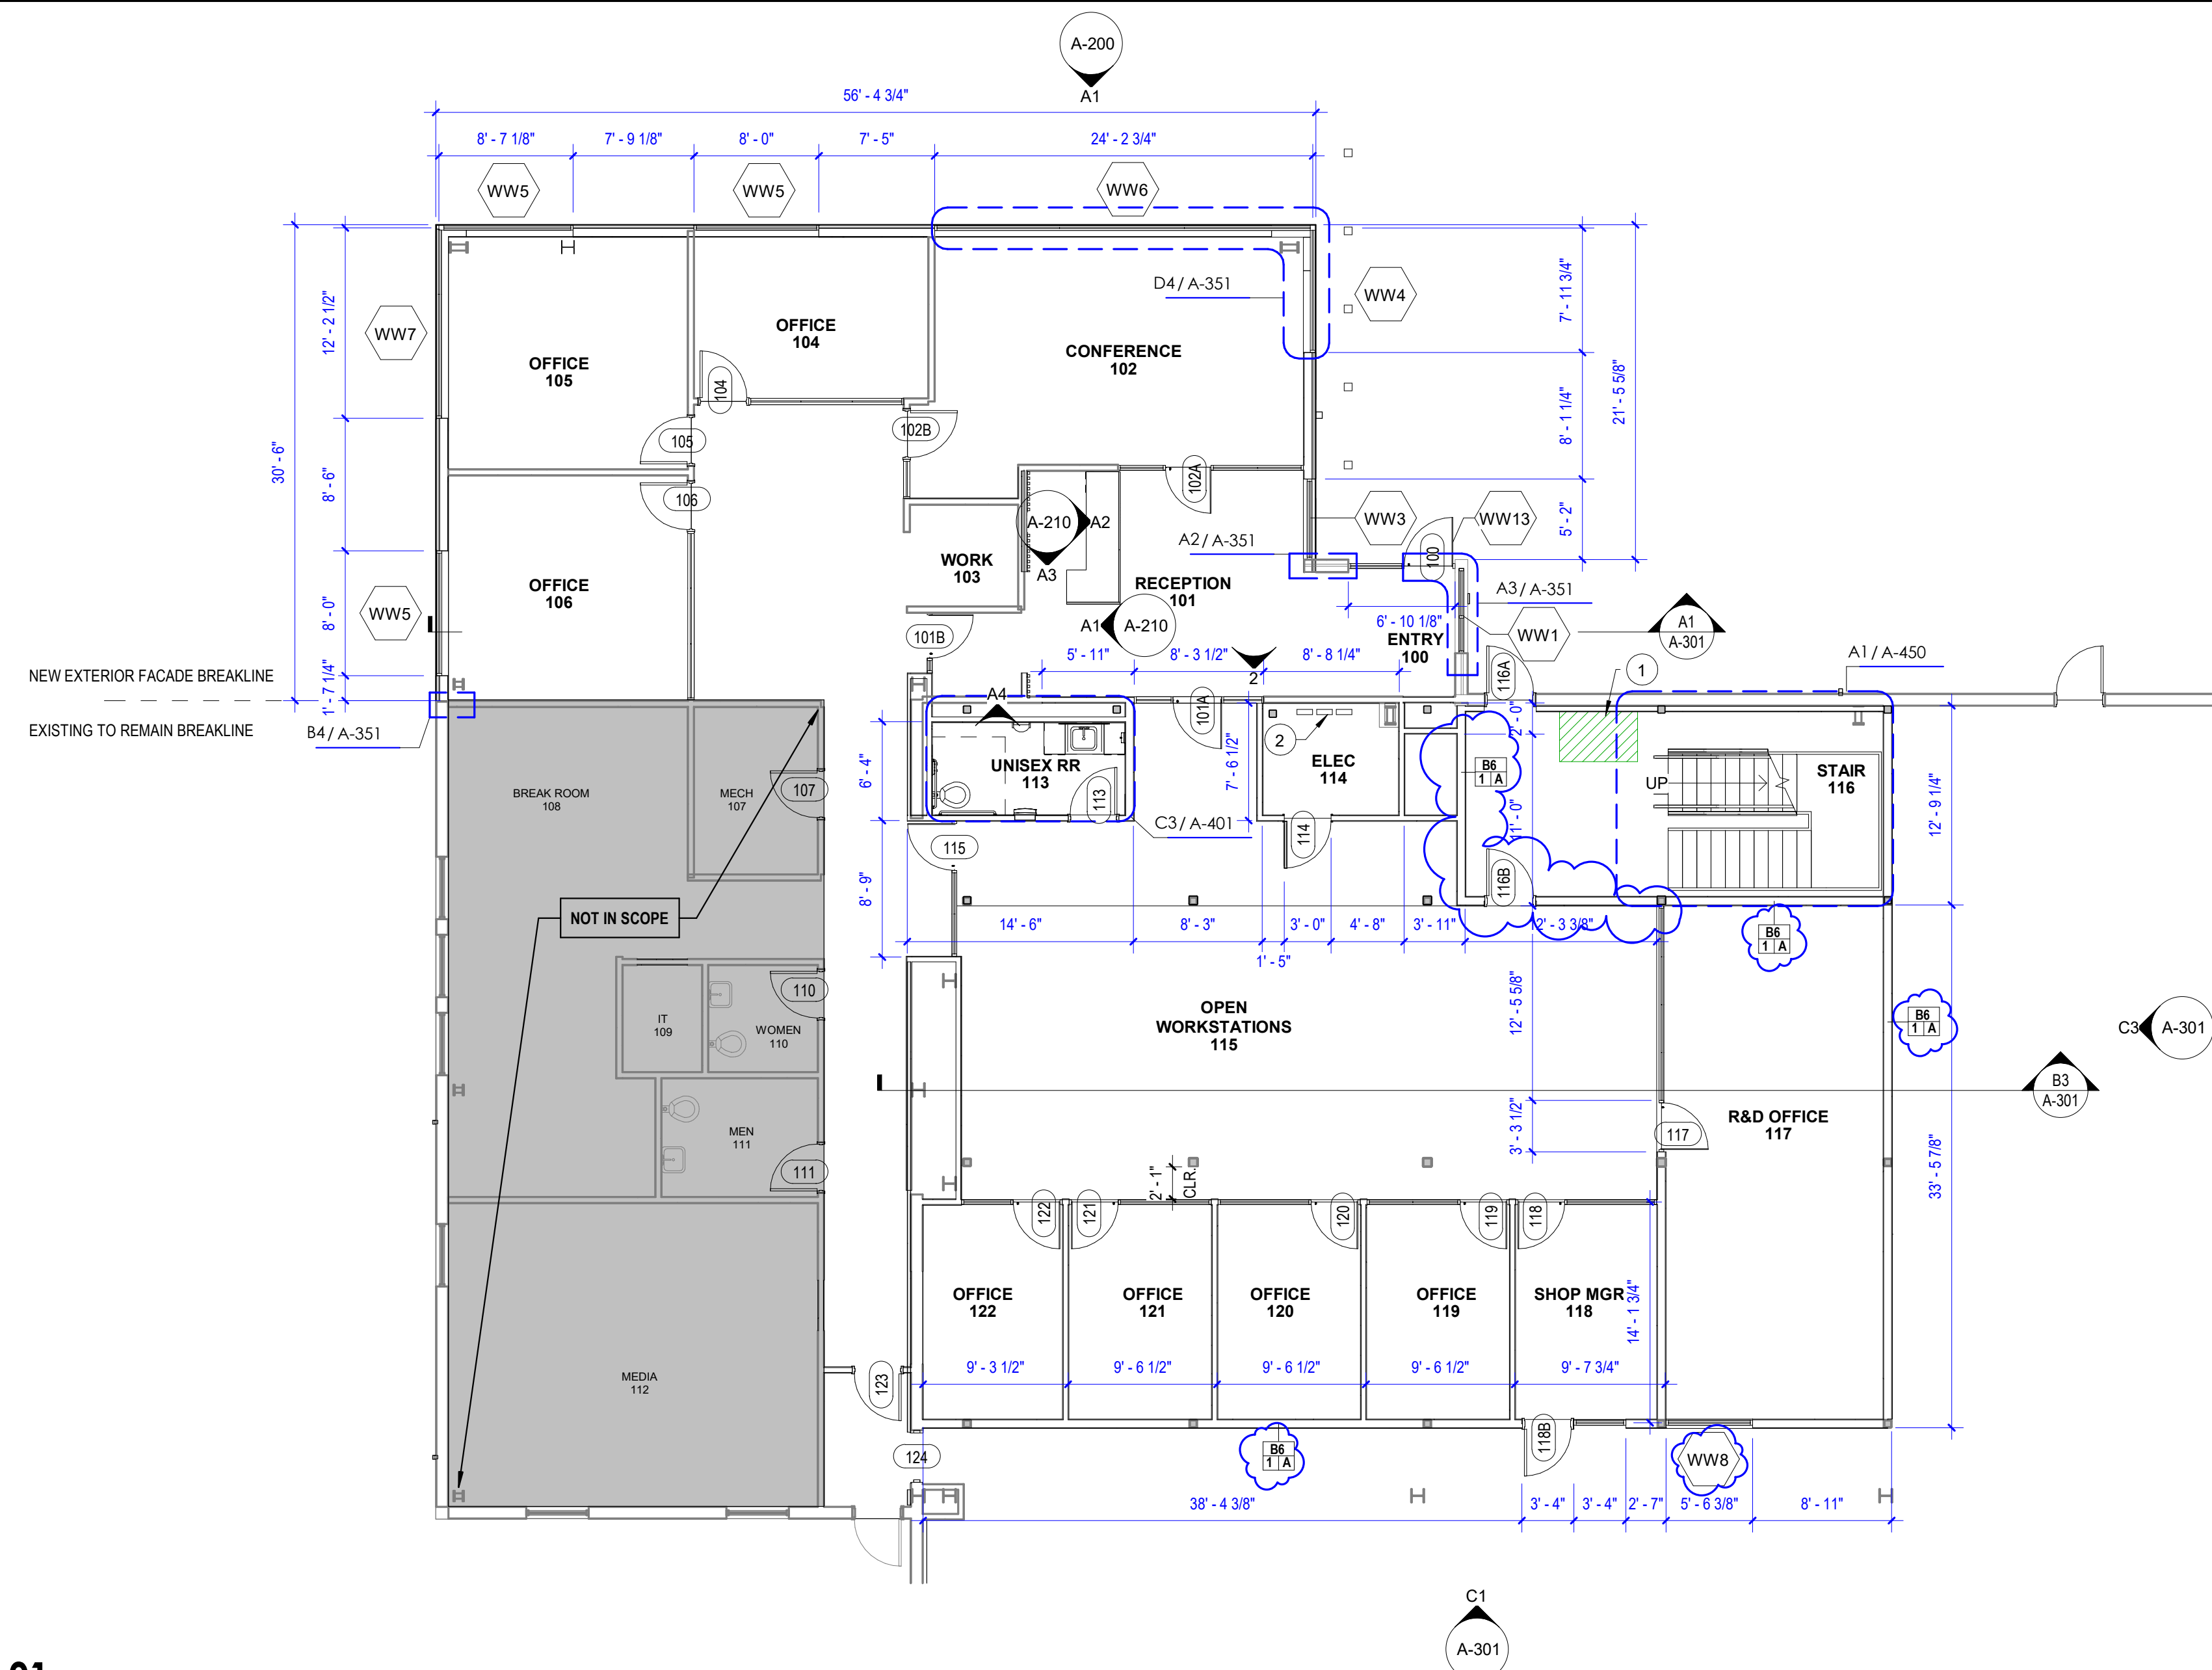 A-200
A1
56' - 4 3/4"
8' - 7 1/8"
7' - 9 1/8"
8' - 0"
7' - 5"
24' - 2 3/4"
WW5
WW5
WW6
D4 / A-351
WW4
7' - 11 3/4"
8' - 1 1/4"
21' - 5 5/8"
5' - 2"
30' - 6"
12' - 2 1/2"
8' - 6"
8' - 0"
1' - 7 1/4"
WW7
WW5
OFFICE
105
OFFICE
104
CONFERENCE
102
104
105
102B
106
102A
A-210
A2
A3
A2 / A-351
WW3
WW13
100
WORK
103
OFFICE
106
RECEPTION
101
A3 / A-351
A1
A-210
6' - 10 1/8"
WW1
A1
A-301
ENTRY
100
101B
5' - 11"
8' - 3 1/2"
8' - 8 1/4"
2
116A
1
A1 / A-450
NEW EXTERIOR FACADE BREAKLINE
EXISTING TO REMAIN BREAKLINE
B4 / A-351
A4
101A
2
2' - 0"
UNISEX RR
113
ELEC
114
B6
1 A
UP
STAIR
116
6' - 4"
7' - 6 1/2"
11' - 0"
12' - 9 1/4"
BREAK ROOM
108
MECH
107
107
113
C3 / A-401
114
115
116B
8' - 9"
NOT IN SCOPE
14' - 6"
8' - 3"
3' - 0"
4' - 8"
3' - 11"
2' - 3 3/8"
1' - 5"
B6
1 A
110
IT
109
WOMEN
110
OPEN
WORKSTATIONS
115
12' - 5 5/8"
B6
1 A
C3
A-301
B3
A-301
MEN
111
111
3' - 3 1/2"
117
R&D OFFICE
117
33' - 5 7/8"
2' - 1"
CLR.
122
121
120
119
118
OFFICE
122
OFFICE
121
OFFICE
120
OFFICE
119
SHOP MGR
118
14' - 1 3/4"
9' - 3 1/2"
9' - 6 1/2"
9' - 6 1/2"
9' - 6 1/2"
9' - 7 3/4"
MEDIA
112
123
124
B6
1 A
118B
WW8
38' - 4 3/8"
3' - 4"
3' - 4"
2' - 7"
5' - 6 3/8"
8' - 11"
C1
A-301